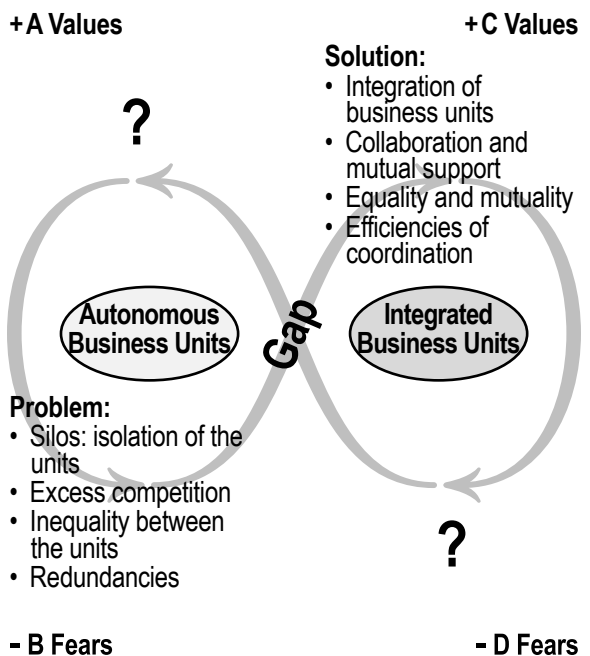 +A Values
+C Values
Solution:
• Integration of
business units
• Collaboration and
mutual support
• Equality and mutuality
• Efficiencies of
coordination
?
Autonomous
Business Units
Gap
Integrated
Business Units
Problem:
• Silos: isolation of the
units
• Excess competition
• Inequality between
the units
• Redundancies
?
- B Fears
- D Fears